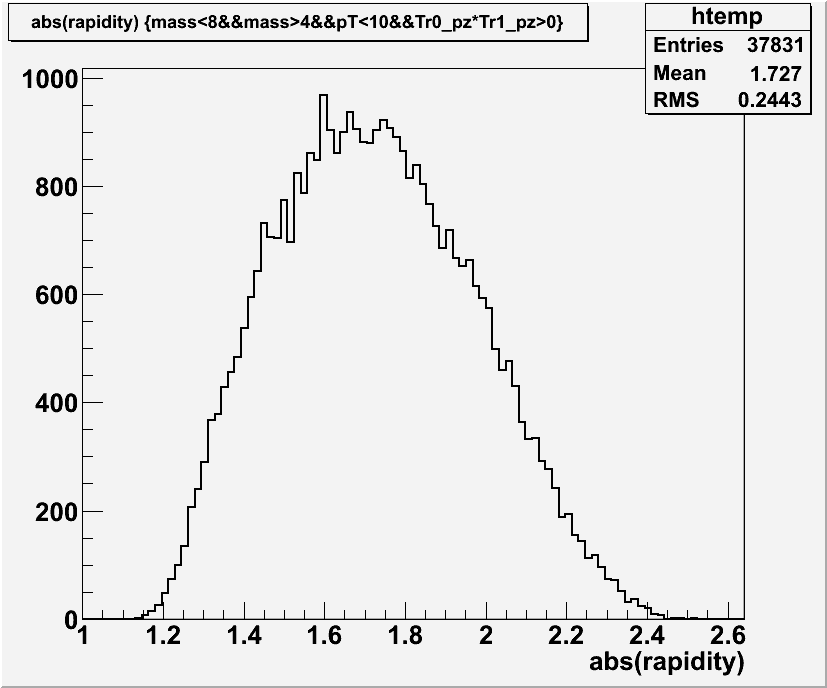 abs(rapidity) {mass<8&&mass>4&&pT<10&&Tr0_pz*Tr1_pz>0}
htemp
Entries 37831
Mean 1.727
RMS 0.2443
1000
800
600
400
200
0
1 1.2 1.4 1.6 1.8 2 2.2 2.4 2.6
abs(rapidity)